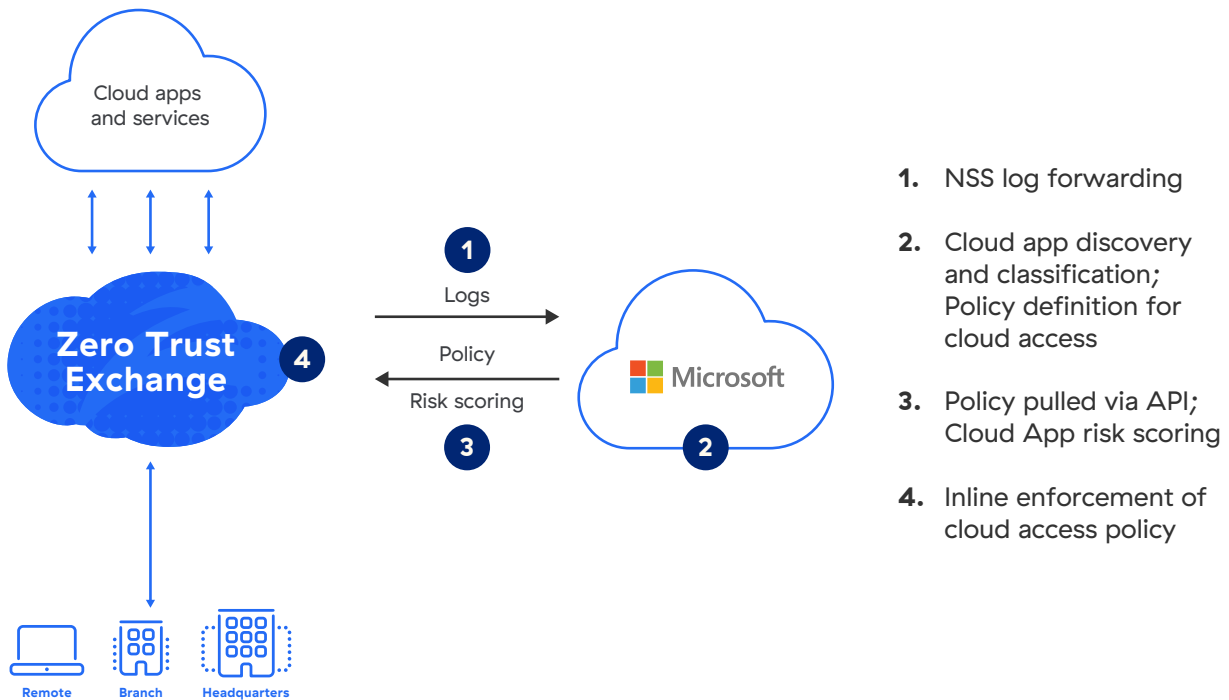 Cloud apps
and services
Zero Trust
Exchange
4
1
Logs
Policy
Risk scoring
3
Microsoft
2
Remote
Branch
Headquarters
1. NSS log forwarding
2. Cloud app discovery
and classification;
Policy definition for
cloud access
3. Policy pulled via API;
Cloud App risk scoring
4. Inline enforcement of
cloud access policy